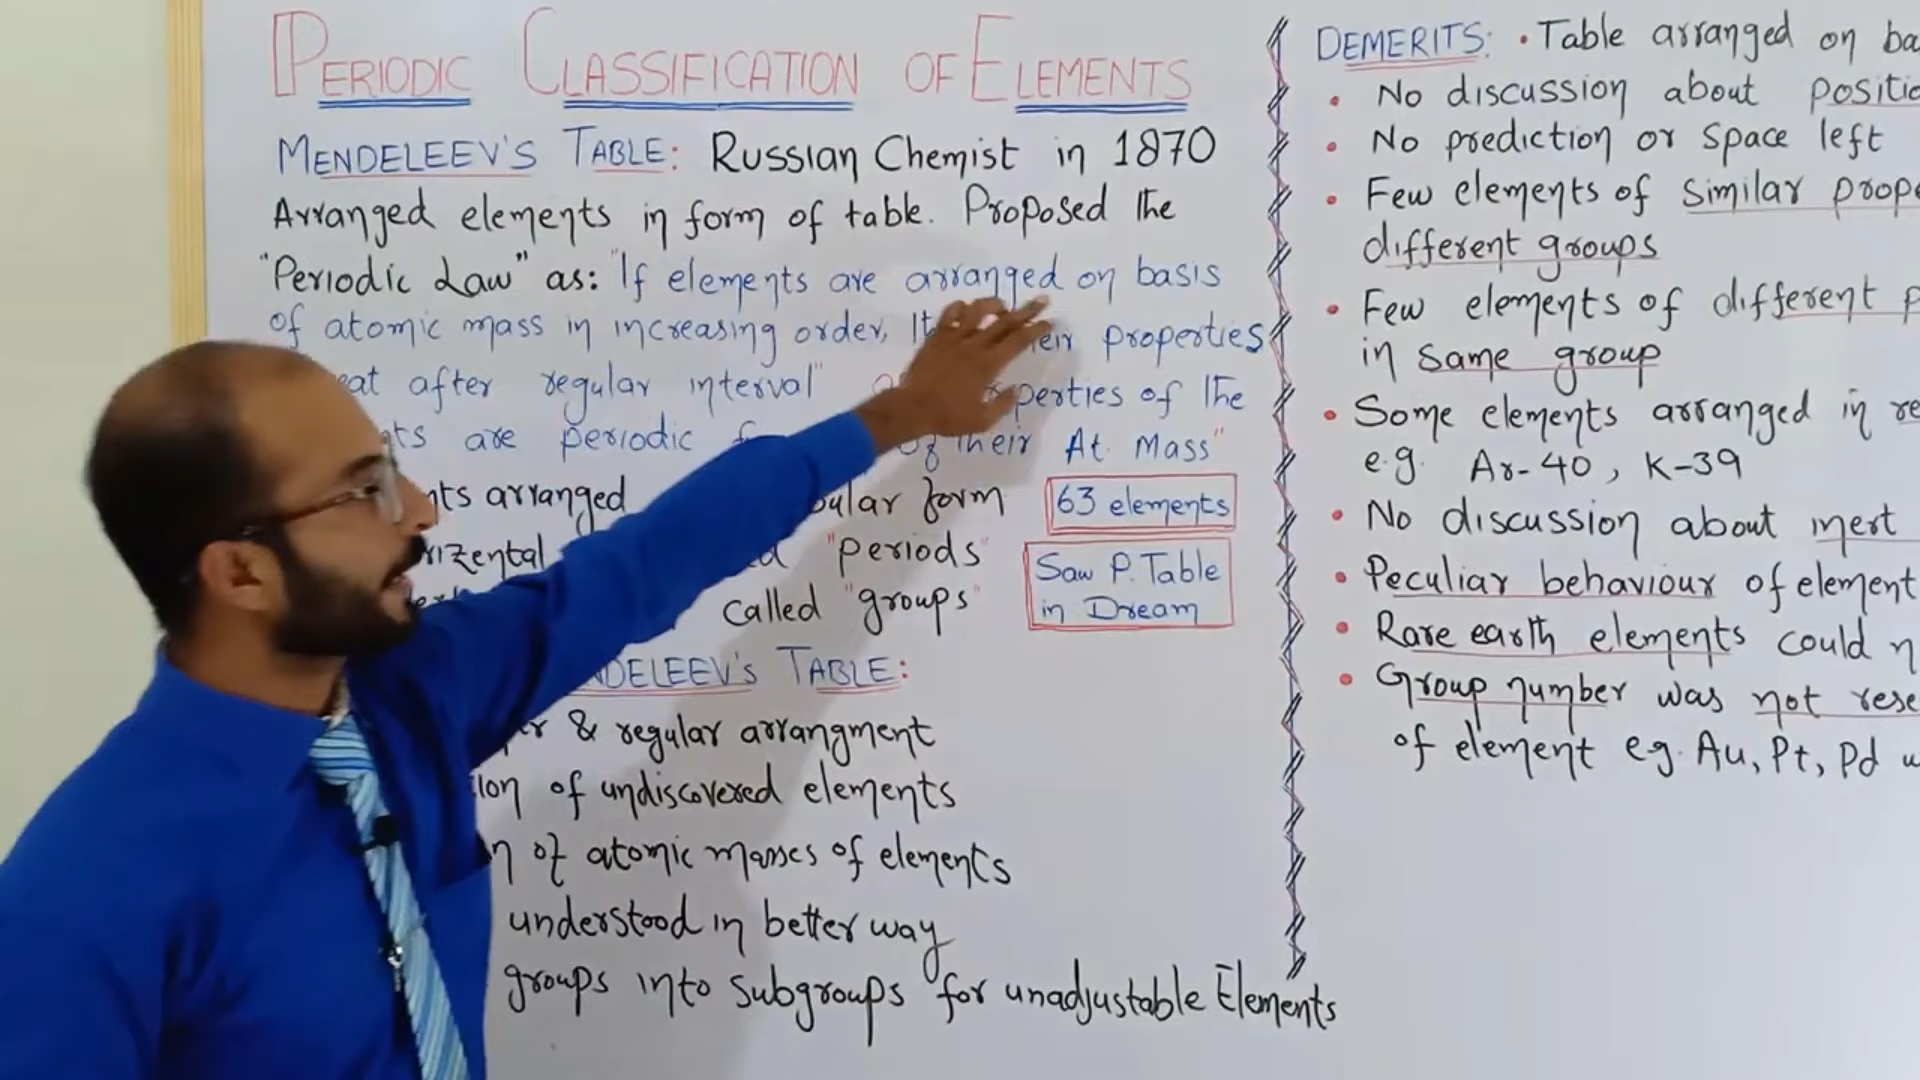 PERIODIC CLASSIFICATION OF ELEMENTS
MENDELEEV'S TABLE: Russian Chemist in 1870
Arranged elements in form of table. Proposed the
"Periodic Law" as: "If elements are arranged on basis
of atomic mass in increasing order, properties
after regular interval" of the
are periodic of their At. Mass"
arranged form
63 elements
"periods"
called "groups"
Saw P. Table
in Dream
TABLE:
& regular arrangment
of undiscovered elements
of atomic masses of elements
understood in better way
groups into subgroups for unadjustable Elements
DEMERITS: • Table arranged on
• No discussion about
• No prediction or space left
• Few elements of similar
different groups
• Few elements of different
in same group
• Some elements arranged in
e.g. Ar-40, K-39
• No discussion about inert
• Peculiar behaviour of element
• Rare earth elements could
• Group number was not
of element e.g. Au, Pt, Pd